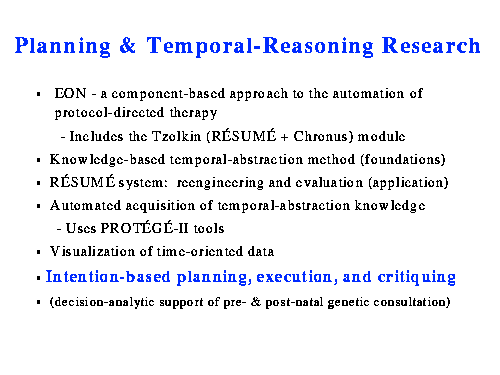 Planning & Temporal-Reasoning Research
▪ EON - a component-based approach to the automation of
protocol-directed therapy
- Includes the Tzolkin (RÉSUMÉ + Chronus) module
▪ Knowledge-based temporal-abstraction method (foundations)
▪ RÉSUMÉ system: reengineering and evaluation (application)
▪ Automated acquisition of temporal-abstraction knowledge
- Uses PROTÉGÉ-II tools
▪ Visualization of time-oriented data
▪ Intention-based planning, execution, and critiquing
▪ (decision-analytic support of pre- & post-natal genetic consultation)